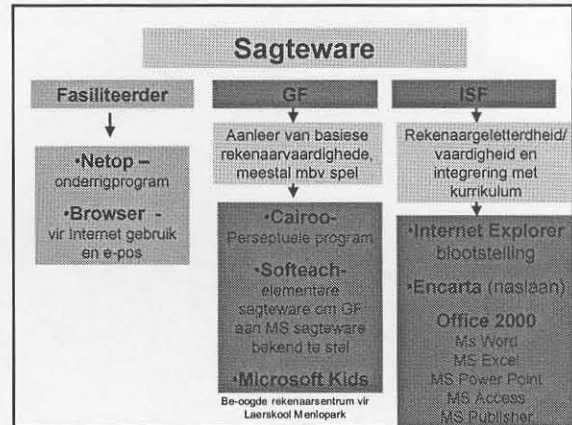 Sagteware
Fasiliteerder
•Netop –
onderrigprogram
•Browser -
vir Internet gebruik
en e-pos
GF
Aanleer van basiese
rekenaarvaardighede,
meestal mbv spel
•Cairoo-
Perseptuele program
•Softeach-
elementere
sagteware om GF
aan MS sagteware
bekend te stel
•Microsoft Kids
ISF
Rekenaargeletterdheid/
vaardigheid en
integrering met
kurrikulum
•Internet Explorer
blootstelling
•Encarta (naslaan)
Office 2000
Ms Word
MS Excel
MS Power Point
MS Access
MS Publisher
Be-oogde rekenaarsentrum vir
Laerskool Menlopark